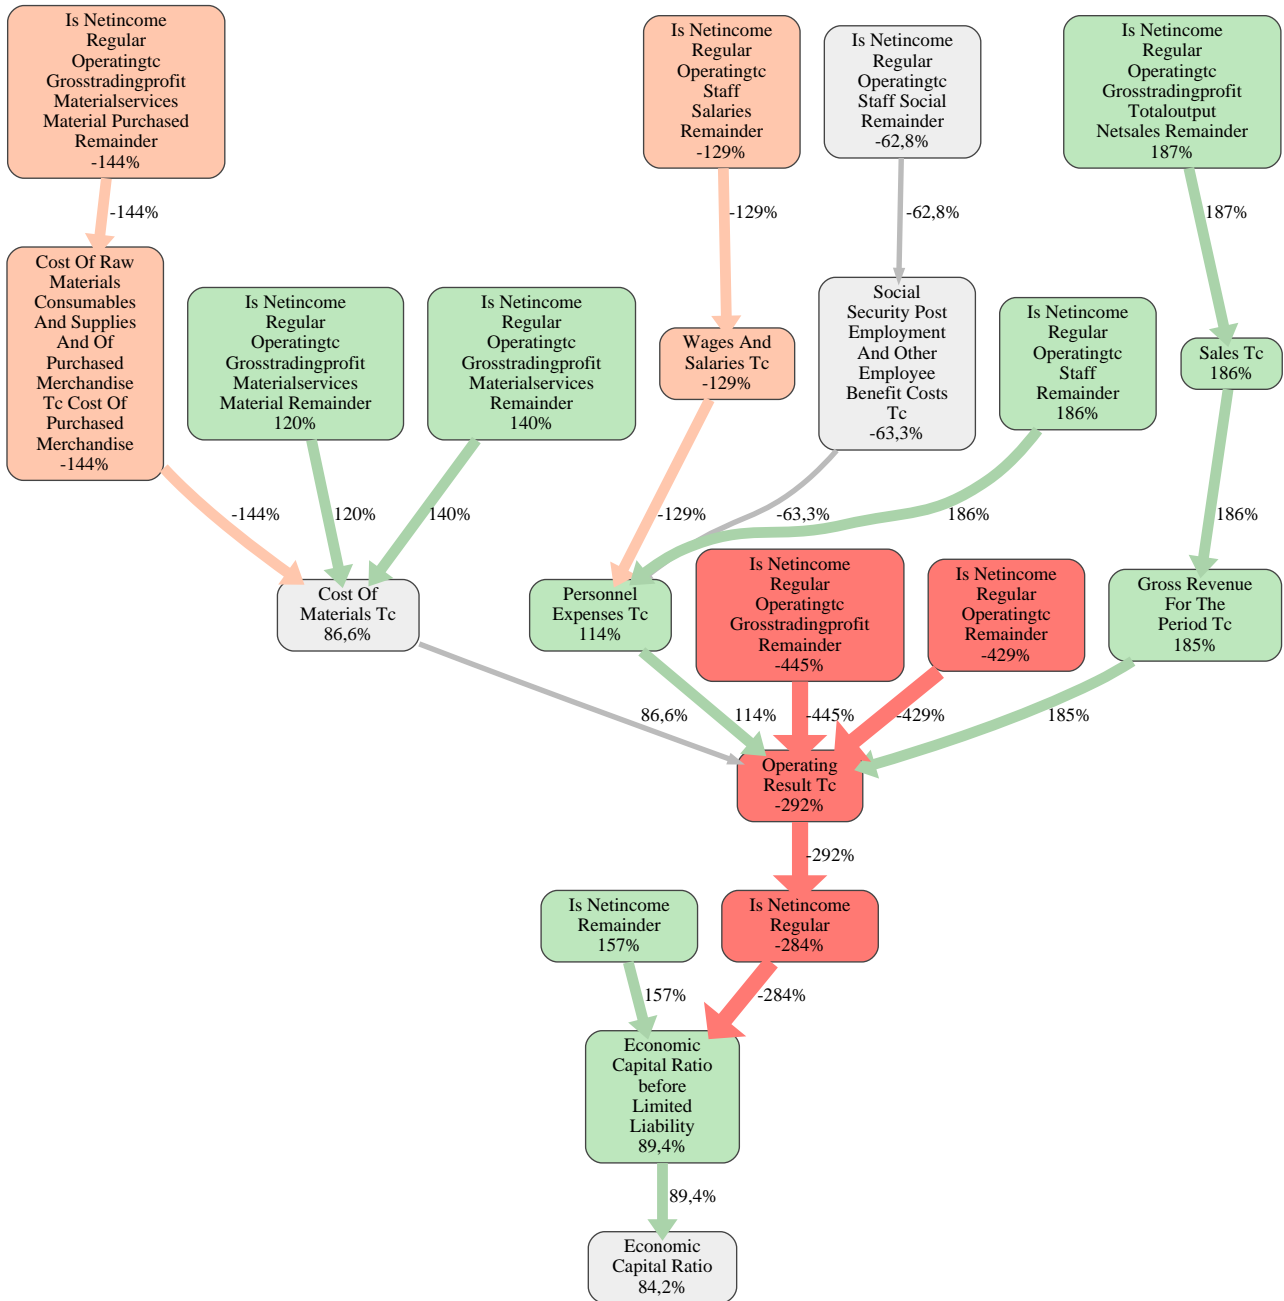 Is Netincome
Regular
Operatingtc
Grosstradingprofit
Materialservices
Material Purchased
Remainder
-144%
Is Netincome
Regular
Operatingtc
Staff
Salaries
Remainder
-129%
Is Netincome
Regular
Operatingtc
Staff Social
Remainder
-62,8%
Is Netincome
Regular
Operatingtc
Grosstradingprofit
Totaloutput
Netsales Remainder
187%
-144%
-129%
-62,8%
187%
Cost Of Raw
Materials
Consumables
And Supplies
And Of
Purchased
Merchandise
Tc Cost Of
Purchased
Merchandise
-144%
Is Netincome
Regular
Operatingtc
Grosstradingprofit
Materialservices
Material Remainder
120%
Is Netincome
Regular
Operatingtc
Grosstradingprofit
Materialservices
Remainder
140%
Wages And
Salaries Tc
-129%
Social
Security Post
Employment
And Other
Employee
Benefit Costs
Tc
-63,3%
Is Netincome
Regular
Operatingtc
Staff
Remainder
186%
Sales Tc
186%
-144%
120%
140%
-129%
-63,3%
186%
186%
Cost Of
Materials Tc
86,6%
Personnel
Expenses Tc
114%
Is Netincome
Regular
Operatingtc
Grosstradingprofit
Remainder
-445%
Is Netincome
Regular
Operatingtc
Remainder
-429%
Gross Revenue
For The
Period Tc
185%
86,6%
114%
-445%
-429%
185%
Operating
Result Tc
-292%
-292%
Is Netincome
Remainder
157%
Is Netincome
Regular
-284%
157%
-284%
Economic
Capital Ratio
before
Limited
Liability
89,4%
89,4%
Economic
Capital Ratio
84,2%